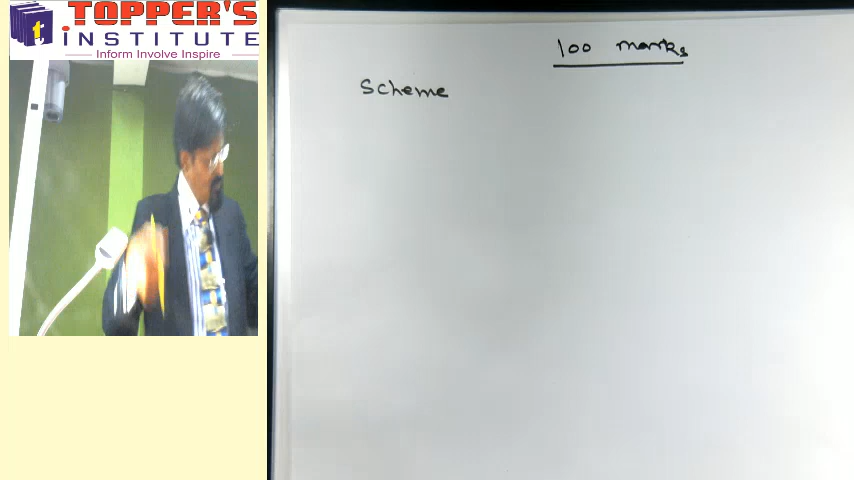 TOPPER'S
iNSTITUTE
Inform Involve Inspire
100 marks
Scheme